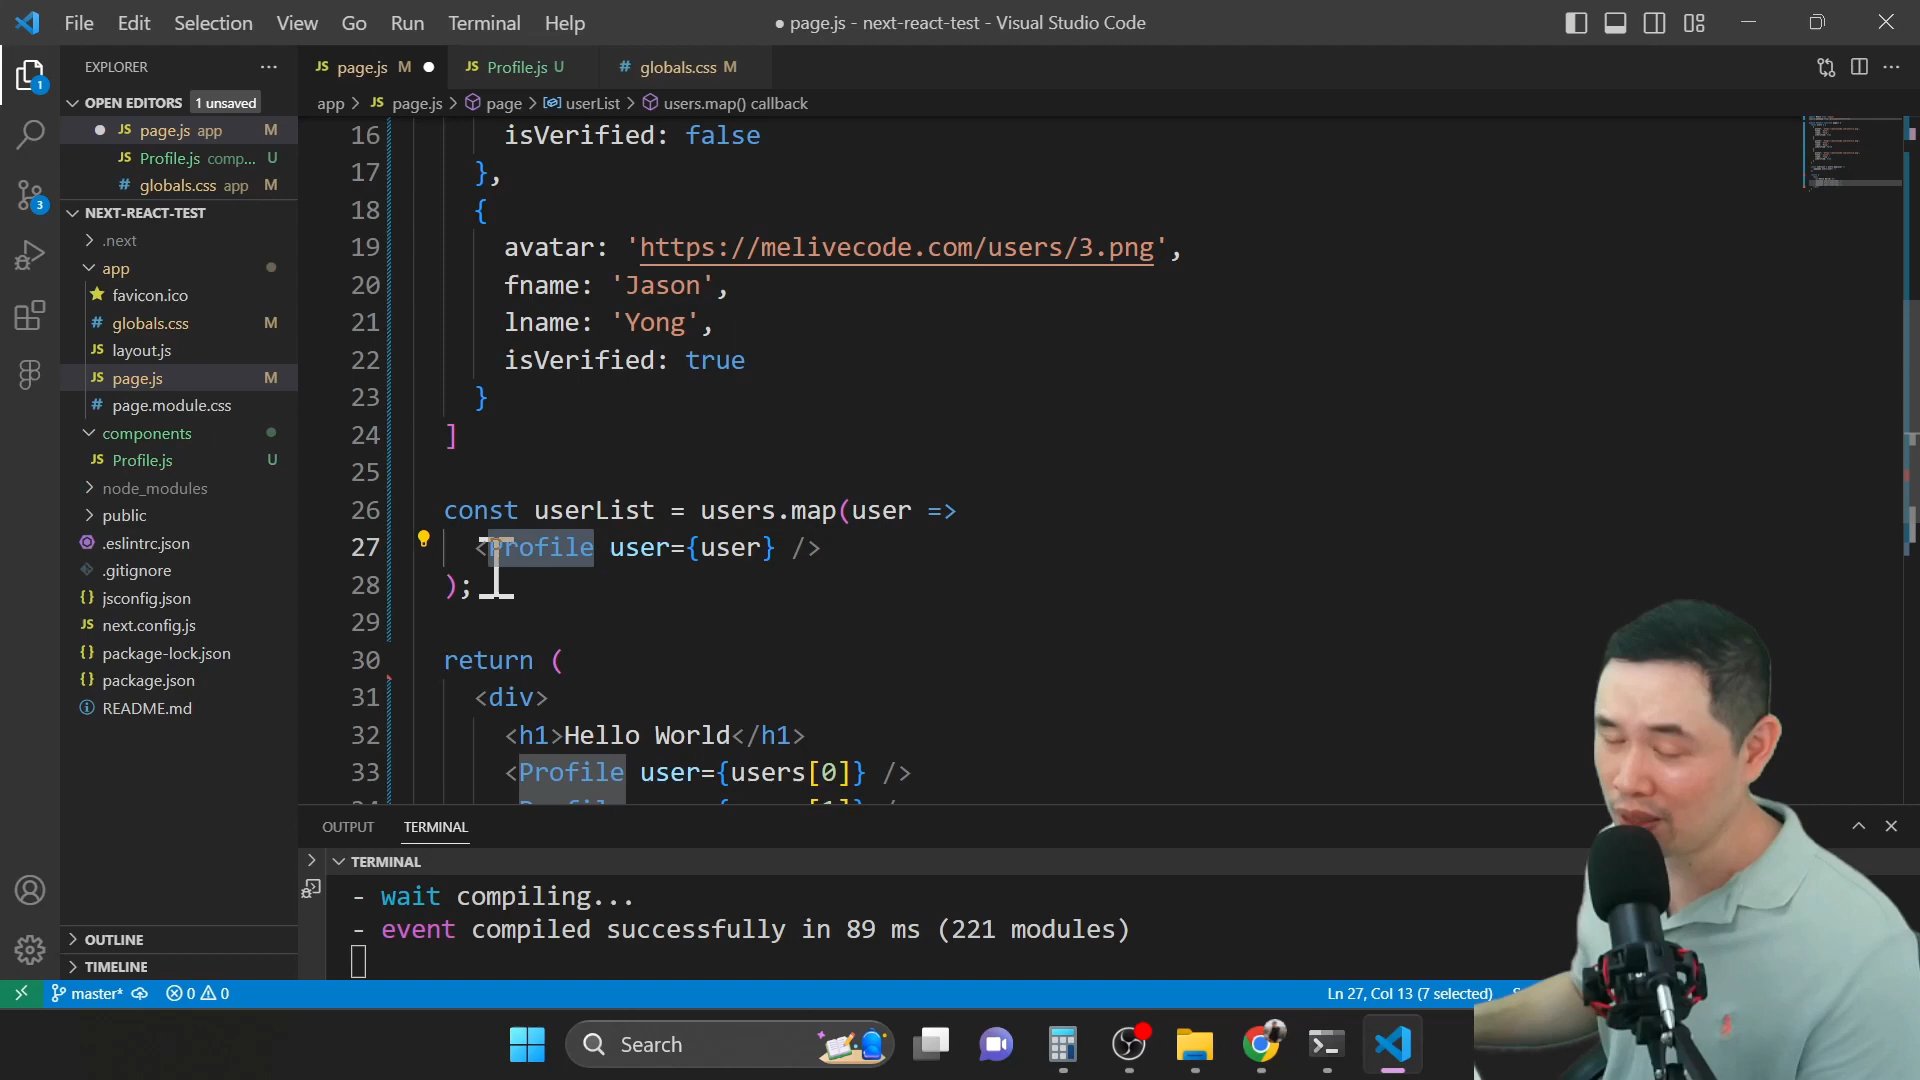 File Edit Selection View Go Run Terminal Help
● page.js - next-react-test - Visual Studio Code
EXPLORER
OPEN EDITORS 1 unsaved
JS page.js app M
JS Profile.js comp... U
# globals.css app M
NEXT-REACT-TEST
.next
app
favicon.ico
# globals.css M
JS layout.js
JS page.js M
# page.module.css
components
JS Profile.js U
node_modules
public
.eslintrc.json
.gitignore
{} jsconfig.json
JS next.config.js
{} package-lock.json
{} package.json
README.md
OUTLINE
TIMELINE
JS page.js M ● JS Profile.js U # globals.css M
app > JS page.js > page > userList > users.map() callback
16 isVerified: false
17 },
18 {
19 avatar: 'https://melivecode.com/users/3.png',
20 fname: 'Jason',
21 lname: 'Yong',
22 isVerified: true
23 }
24 ]
25
26 const userList = users.map(user =>
27 <Profile user={user} />
28 );
29
30 return (
31 <div>
32 <h1>Hello World</h1>
33 <Profile user={users[0]} />
OUTPUT TERMINAL
TERMINAL
- wait compiling...
- event compiled successfully in 89 ms (221 modules)
master* 0 0
Ln 27, Col 13 (7 selected)
Search
1
3